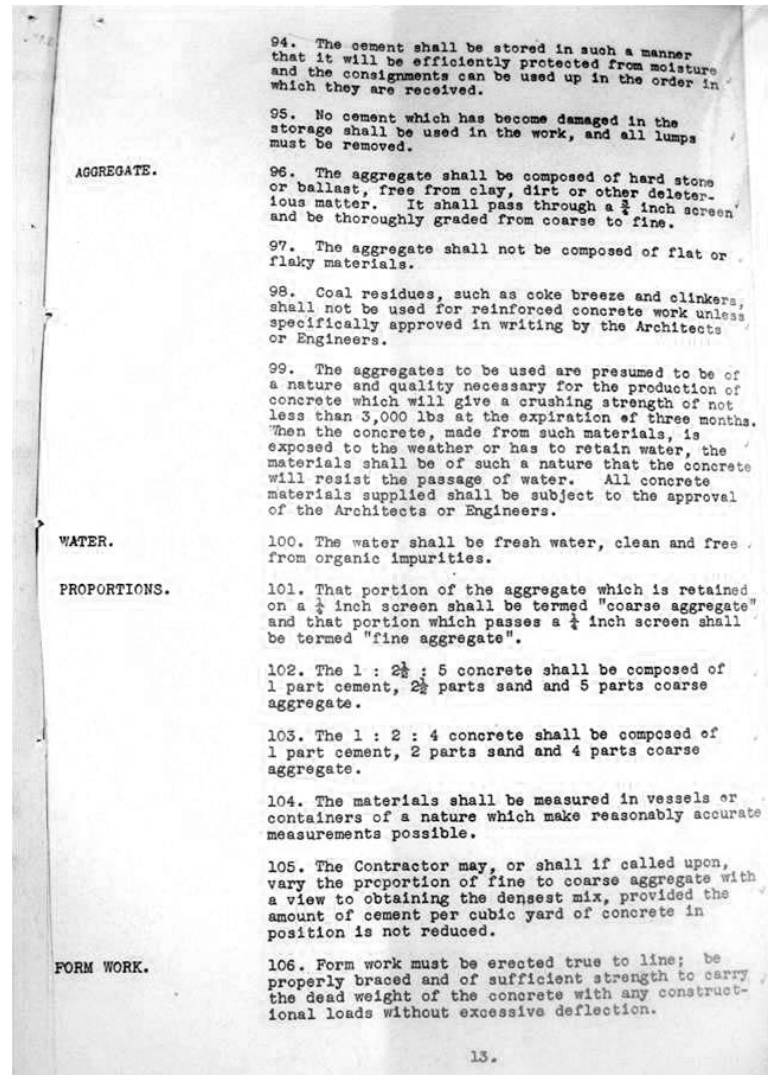 94. The cement shall be stored in such a manner
that it will be efficiently protected from moisture
and the consignments can be used up in the order in
which they are received.
95. No cement which has become damaged in the
storage shall be used in the work, and all lumps
must be removed.
AGGREGATE.
96. The aggregate shall be composed of hard stone
or ballast, free from clay, dirt or other deleter-
ious matter. It shall pass through a ¾ inch screen
and be thoroughly graded from coarse to fine.
97. The aggregate shall not be composed of flat or
flaky materials.
98. Coal residues, such as coke breeze and clinkers,
shall not be used for reinforced concrete work unless
specifically approved in writing by the Architects
or Engineers.
99. The aggregates to be used are presumed to be of
a nature and quality necessary for the production of
concrete which will give a crushing strength of not
less than 3,000 lbs at the expiration of three months.
When the concrete, made from such materials, is
exposed to the weather or has to retain water, the
materials shall be of such a nature that the concrete
will resist the passage of water. All concrete
materials supplied shall be subject to the approval
of the Architects or Engineers.
WATER.
100. The water shall be fresh water, clean and free
from organic impurities.
PROPORTIONS.
101. That portion of the aggregate which is retained
on a ¼ inch screen shall be termed "coarse aggregate"
and that portion which passes a ¼ inch screen shall
be termed "fine aggregate".
102. The 1 : 2½ : 5 concrete shall be composed of
1 part cement, 2½ parts sand and 5 parts coarse
aggregate.
103. The 1 : 2 : 4 concrete shall be composed of
1 part cement, 2 parts sand and 4 parts coarse
aggregate.
104. The materials shall be measured in vessels or
containers of a nature which make reasonably accurate
measurements possible.
105. The Contractor may, or shall if called upon,
vary the proportion of fine to coarse aggregate with
a view to obtaining the densest mix, provided the
amount of cement per cubic yard of concrete in
position is not reduced.
FORM WORK.
106. Form work must be erected true to line; be
properly braced and of sufficient strength to carry
the dead weight of the concrete with any construct-
ional loads without excessive deflection.
13.